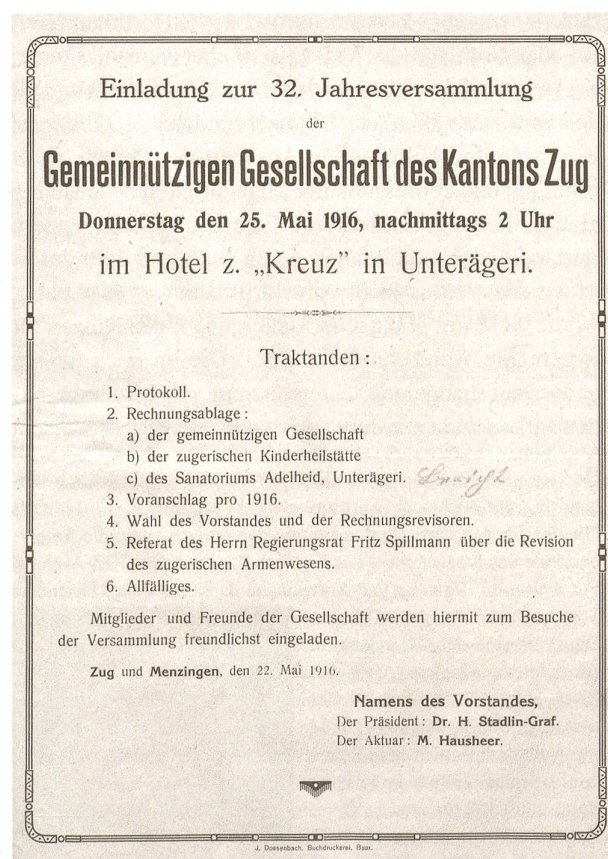 Einladung zur 32. Jahresversammlung
der
Gemeinnützigen Gesellschaft des Kantons Zug
Donnerstag den 25. Mai 1916, nachmittags 2 Uhr
im Hotel z. „Kreuz” in Unterägeri.
Traktanden:
1. Protokoll.
2. Rechnungsablage:
a) der gemeinnützigen Gesellschaft
b) der zugerischen Kinderheilstätte
c) des Sanatoriums Adelheid, Unterägeri. Bericht
3. Voranschlag pro 1916.
4. Wahl des Vorstandes und der Rechnungsrevisoren.
5. Referat des Herrn Regierungsrat Fritz Spillmann über die Revision
des zugerischen Armenwesens.
6. Allfälliges.
Mitglieder und Freunde der Gesellschaft werden hiermit zum Besuche
der Versammlung freundlichst eingeladen.
Zug und Menzingen, den 22. Mai 1916.
Namens des Vorstandes,
Der Präsident: Dr. H. Stadlin-Graf.
Der Aktuar: M. Hausheer.
J. Doesenbach, Buchdruckerei, Baar.